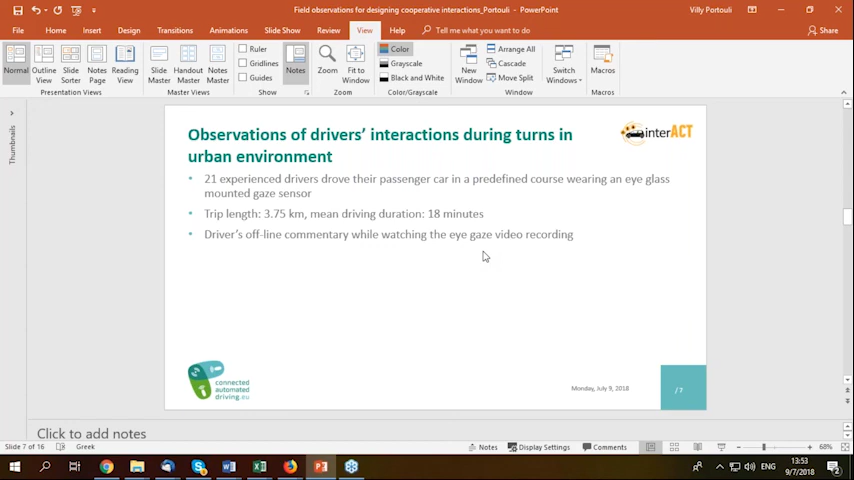 Field observations for designing cooperative interactions_Portouli - PowerPoint
Villy Portouli
File Home Insert Draw Design Transitions Animations Slide Show Review View Help Tell me what you want to do
Share
Normal
Outline View
Slide Sorter
Notes Page
Reading View
Presentation Views
Slide Master
Handout Master
Notes Master
Master Views
Ruler
Gridlines
Guides
Show
Notes
Zoom
Fit to Window
Zoom
Color
Grayscale
Black and White
Color/Grayscale
New Window
Arrange All
Cascade
Move Split
Window
Switch Windows
Macros
Macros
Thumbnails
Observations of drivers' interactions during turns in
urban environment
interACT
• 21 experienced drivers drove their passenger car in a predefined course wearing an eye glass
mounted gaze sensor
• Trip length: 3.75 km, mean driving duration: 18 minutes
• Driver's off-line commentary while watching the eye gaze video recording
connected
automated
driving.eu
Monday, July 9, 2018
/ 7
Click to add notes
Slide 7 of 16 Greek Notes Display Settings Comments 68%
ENG
13:53
9/7/2018
2